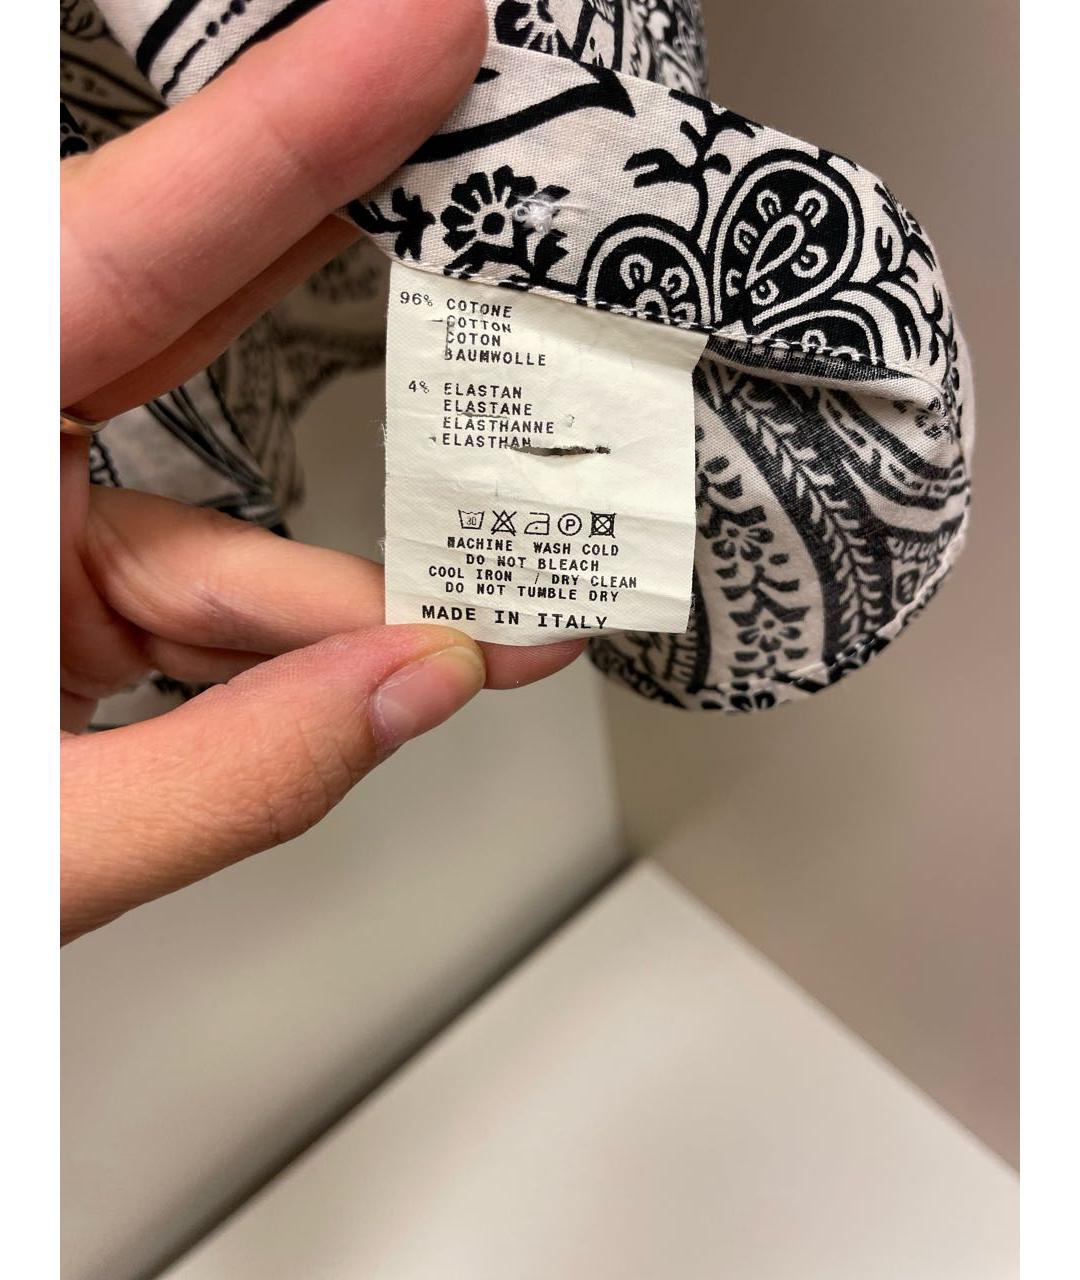 96% COTONE
COTTON
COTON
BAUMWOLLE
4% ELASTAN
ELASTANE
ELASTHANNE
ELASTHAN
30 P
MACHINE WASH COLD
DO NOT BLEACH
COOL IRON / DRY CLEAN
DO NOT TUMBLE DRY
MADE IN ITALY